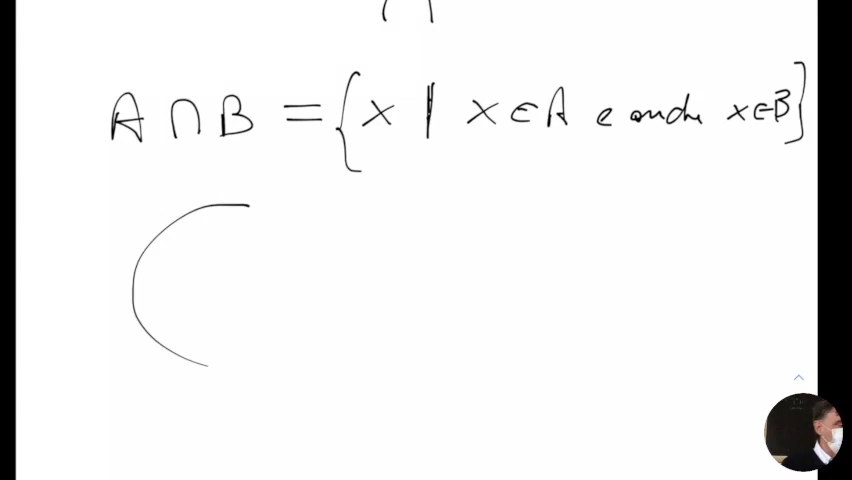 ∩
A ∩ B = { x | x ∈ A e anche x ∈ B }